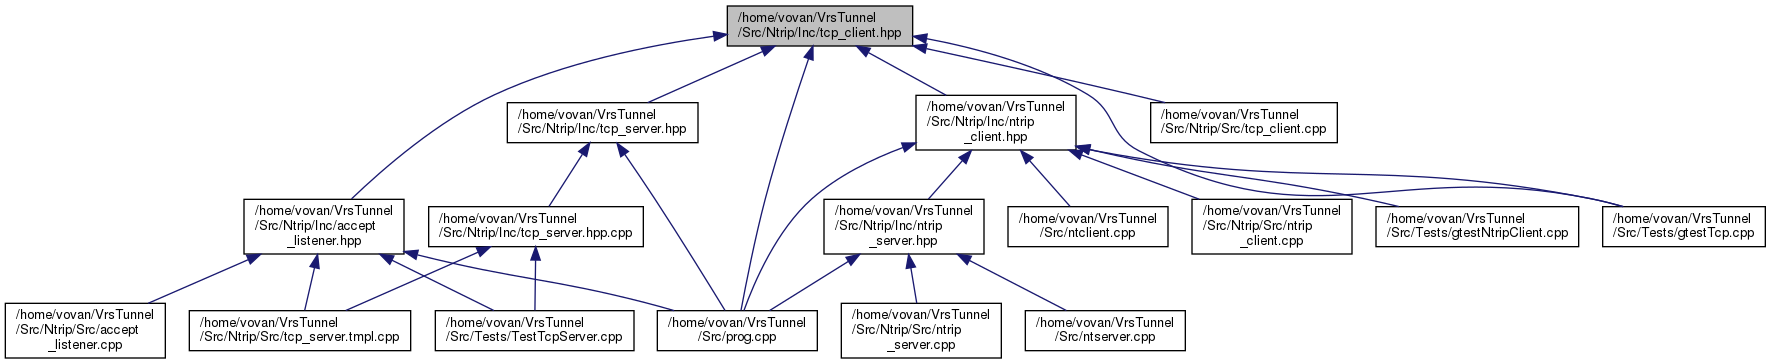 /home/vovan/VrsTunnel
/Src/Ntrip/Inc/tcp_client.hpp
/home/vovan/VrsTunnel
/Src/Ntrip/Inc/tcp_server.hpp
/home/vovan/VrsTunnel
/Src/Ntrip/Inc/ntrip
_client.hpp
/home/vovan/VrsTunnel
/Src/Ntrip/Src/tcp_client.cpp
/home/vovan/VrsTunnel
/Src/Ntrip/Inc/accept
_listener.hpp
/home/vovan/VrsTunnel
/Src/Ntrip/Inc/tcp_server.hpp.cpp
/home/vovan/VrsTunnel
/Src/Ntrip/Inc/ntrip
_server.hpp
/home/vovan/VrsTunnel
/Src/ntclient.cpp
/home/vovan/VrsTunnel
/Src/Ntrip/Src/ntrip
_client.cpp
/home/vovan/VrsTunnel
/Src/Tests/gtestNtripClient.cpp
/home/vovan/VrsTunnel
/Src/Tests/gtestTcp.cpp
/home/vovan/VrsTunnel
/Src/Ntrip/Src/accept
_listener.cpp
/home/vovan/VrsTunnel
/Src/Ntrip/Src/tcp_server.tmpl.cpp
/home/vovan/VrsTunnel
/Src/Tests/TestTcpServer.cpp
/home/vovan/VrsTunnel
/Src/prog.cpp
/home/vovan/VrsTunnel
/Src/Ntrip/Src/ntrip
_server.cpp
/home/vovan/VrsTunnel
/Src/ntserver.cpp